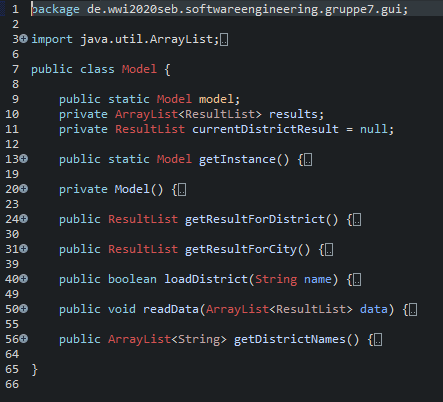 1 package de.wwi2020seb.softwareengineering.gruppe7.gui;
2
3 import java.util.ArrayList;
6
7 public class Model {
8
9 public static Model model;
10 private ArrayList<ResultList> results;
11 private ResultList currentDistrictResult = null;
12
13 public static Model getInstance() {
19
20 private Model() {
23
24 public ResultList getResultForDistrict() {
30
31 public ResultList getResultForCity() {
39
40 public boolean loadDistrict(String name) {
49
50 public void readData(ArrayList<ResultList> data) {
55
56 public ArrayList<String> getDistrictNames() {
64
65 }
66